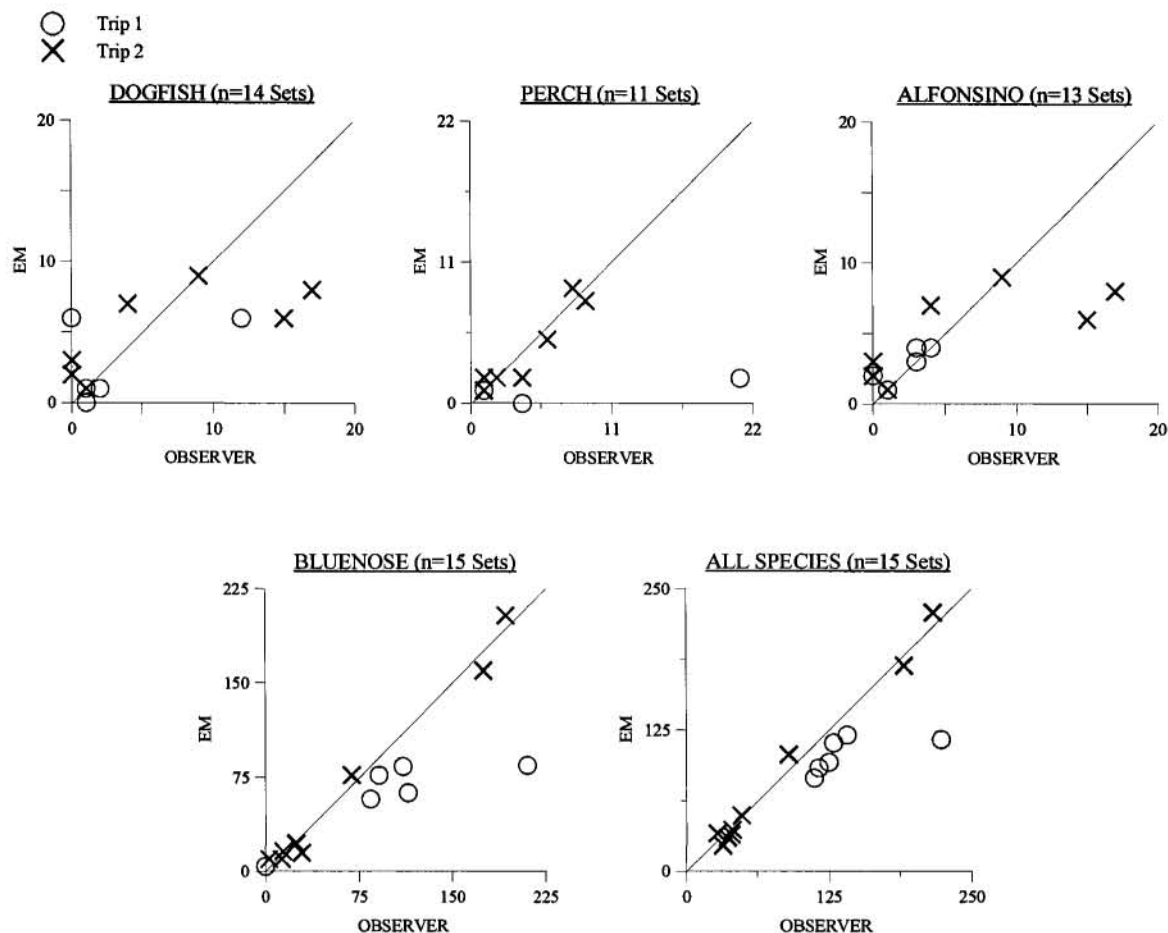 Trip 1
Trip 2
DOGFISH (n=14 Sets)
20
EM
10
0
0 10 20
OBSERVER
PERCH (n=11 Sets)
22
EM
11
0
0 11 22
OBSERVER
ALFONSINO (n=13 Sets)
20
EM
10
0
0 10 20
OBSERVER
BLUENOSE (n=15 Sets)
225
150
EM
75
0
0 75 150 225
OBSERVER
ALL SPECIES (n=15 Sets)
250
EM
125
0
0 125 250
OBSERVER